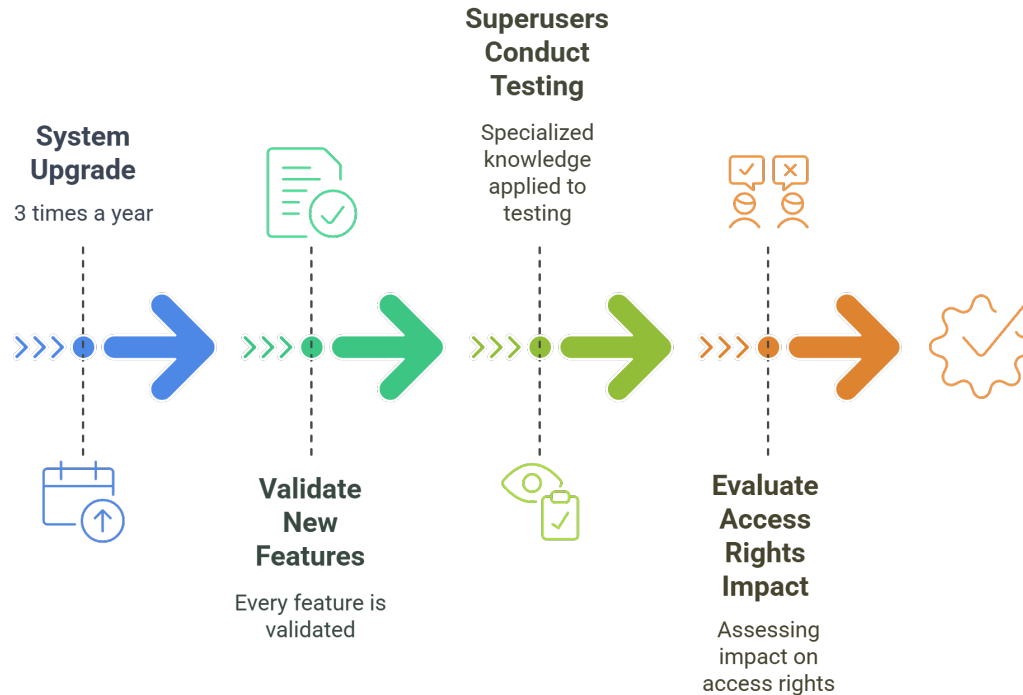 System
Upgrade
3 times a year
Validate
New
Features
Every feature is
validated
Superusers
Conduct
Testing
Specialized
knowledge
applied to
testing
Evaluate
Access
Rights
Impact
Assessing
impact on
access rights